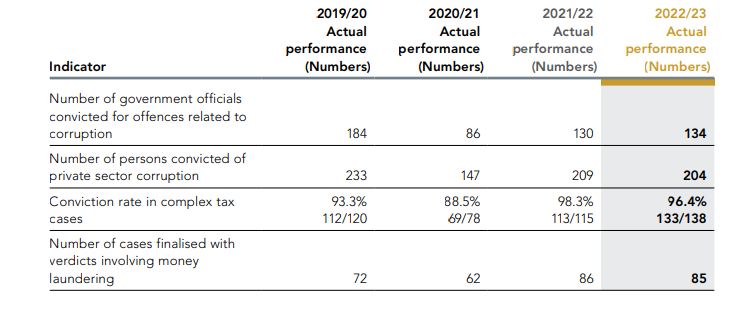 2019/20 2020/21 2021/22 2022/23
Actual Actual Actual Actual
performance performance performance performance
Indicator (Numbers) (Numbers) (Numbers) (Numbers)
Number of government officials
convicted for offences related to
corruption 184 86 130 134
Number of persons convicted of
private sector corruption 233 147 209 204
Conviction rate in complex tax 93.3% 88.5% 98.3% 96.4%
cases 112/120 69/78 113/115 133/138
Number of cases finalised with
verdicts involving money
laundering 72 62 86 85